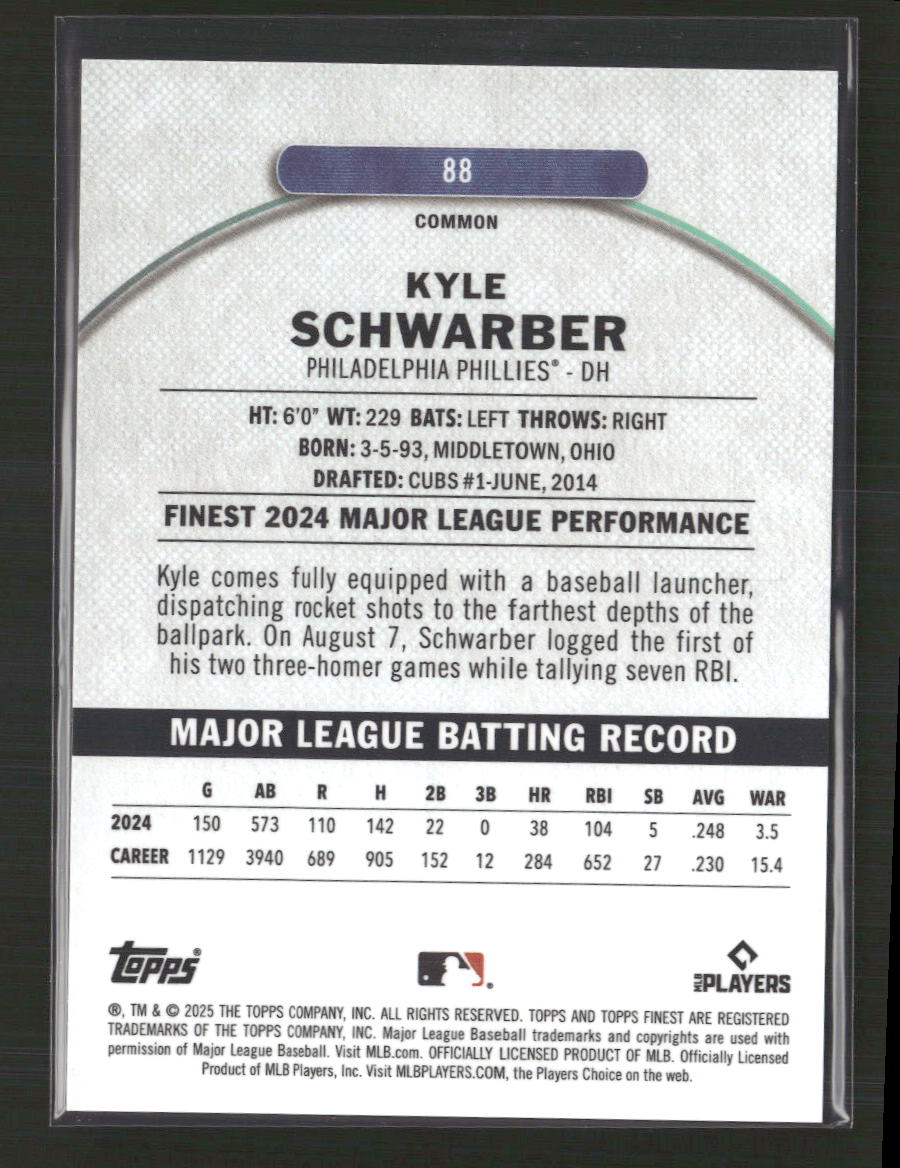 88
COMMON
KYLE
SCHWARBER
PHILADELPHIA PHILLIES® - DH
HT: 6'0" WT: 229 BATS: LEFT THROWS: RIGHT
BORN: 3-5-93, MIDDLETOWN, OHIO
DRAFTED: CUBS #1-JUNE, 2014
FINEST 2024 MAJOR LEAGUE PERFORMANCE
Kyle comes fully equipped with a baseball launcher,
dispatching rocket shots to the farthest depths of the
ballpark. On August 7, Schwarber logged the first of
his two three-homer games while tallying seven RBI.
MAJOR LEAGUE BATTING RECORD
G AB R H 2B 3B HR RBI SB AVG WAR
2024 150 573 110 142 22 0 38 104 5 .248 3.5
CAREER 1129 3940 689 905 152 12 284 652 27 .230 15.4
Topps® ® MLB PLAYERS
®, TM & © 2025 THE TOPPS COMPANY, INC. ALL RIGHTS RESERVED. TOPPS AND TOPPS FINEST ARE REGISTERED
TRADEMARKS OF THE TOPPS COMPANY, INC. Major League Baseball trademarks and copyrights are used with
permission of Major League Baseball. Visit MLB.com. OFFICIALLY LICENSED PRODUCT OF MLB. Officially Licensed
Product of MLB Players, Inc. Visit MLBPLAYERS.COM, the Players Choice on the web.